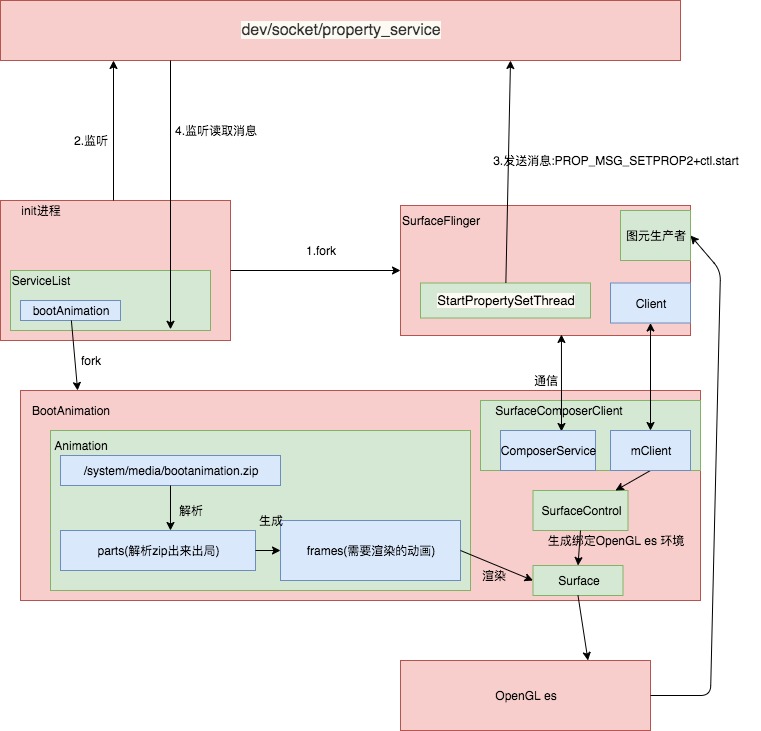 dev/socket/property_service
2.监听
4.监听读取消息
3.发送消息:PROP_MSG_SETPROP2+ctl.start
init进程
ServiceList
bootAnimation
1.fork
SurfaceFlinger
图元生产者
StartPropertySetThread
Client
fork
通信
BootAnimation
Animation
/system/media/bootanimation.zip
解析
parts(解析zip出来出局)
生成
frames(需要渲染的动画)
渲染
SurfaceComposerClient
ComposerService
mClient
SurfaceControl
生成绑定OpenGL es 环境
Surface
OpenGL es